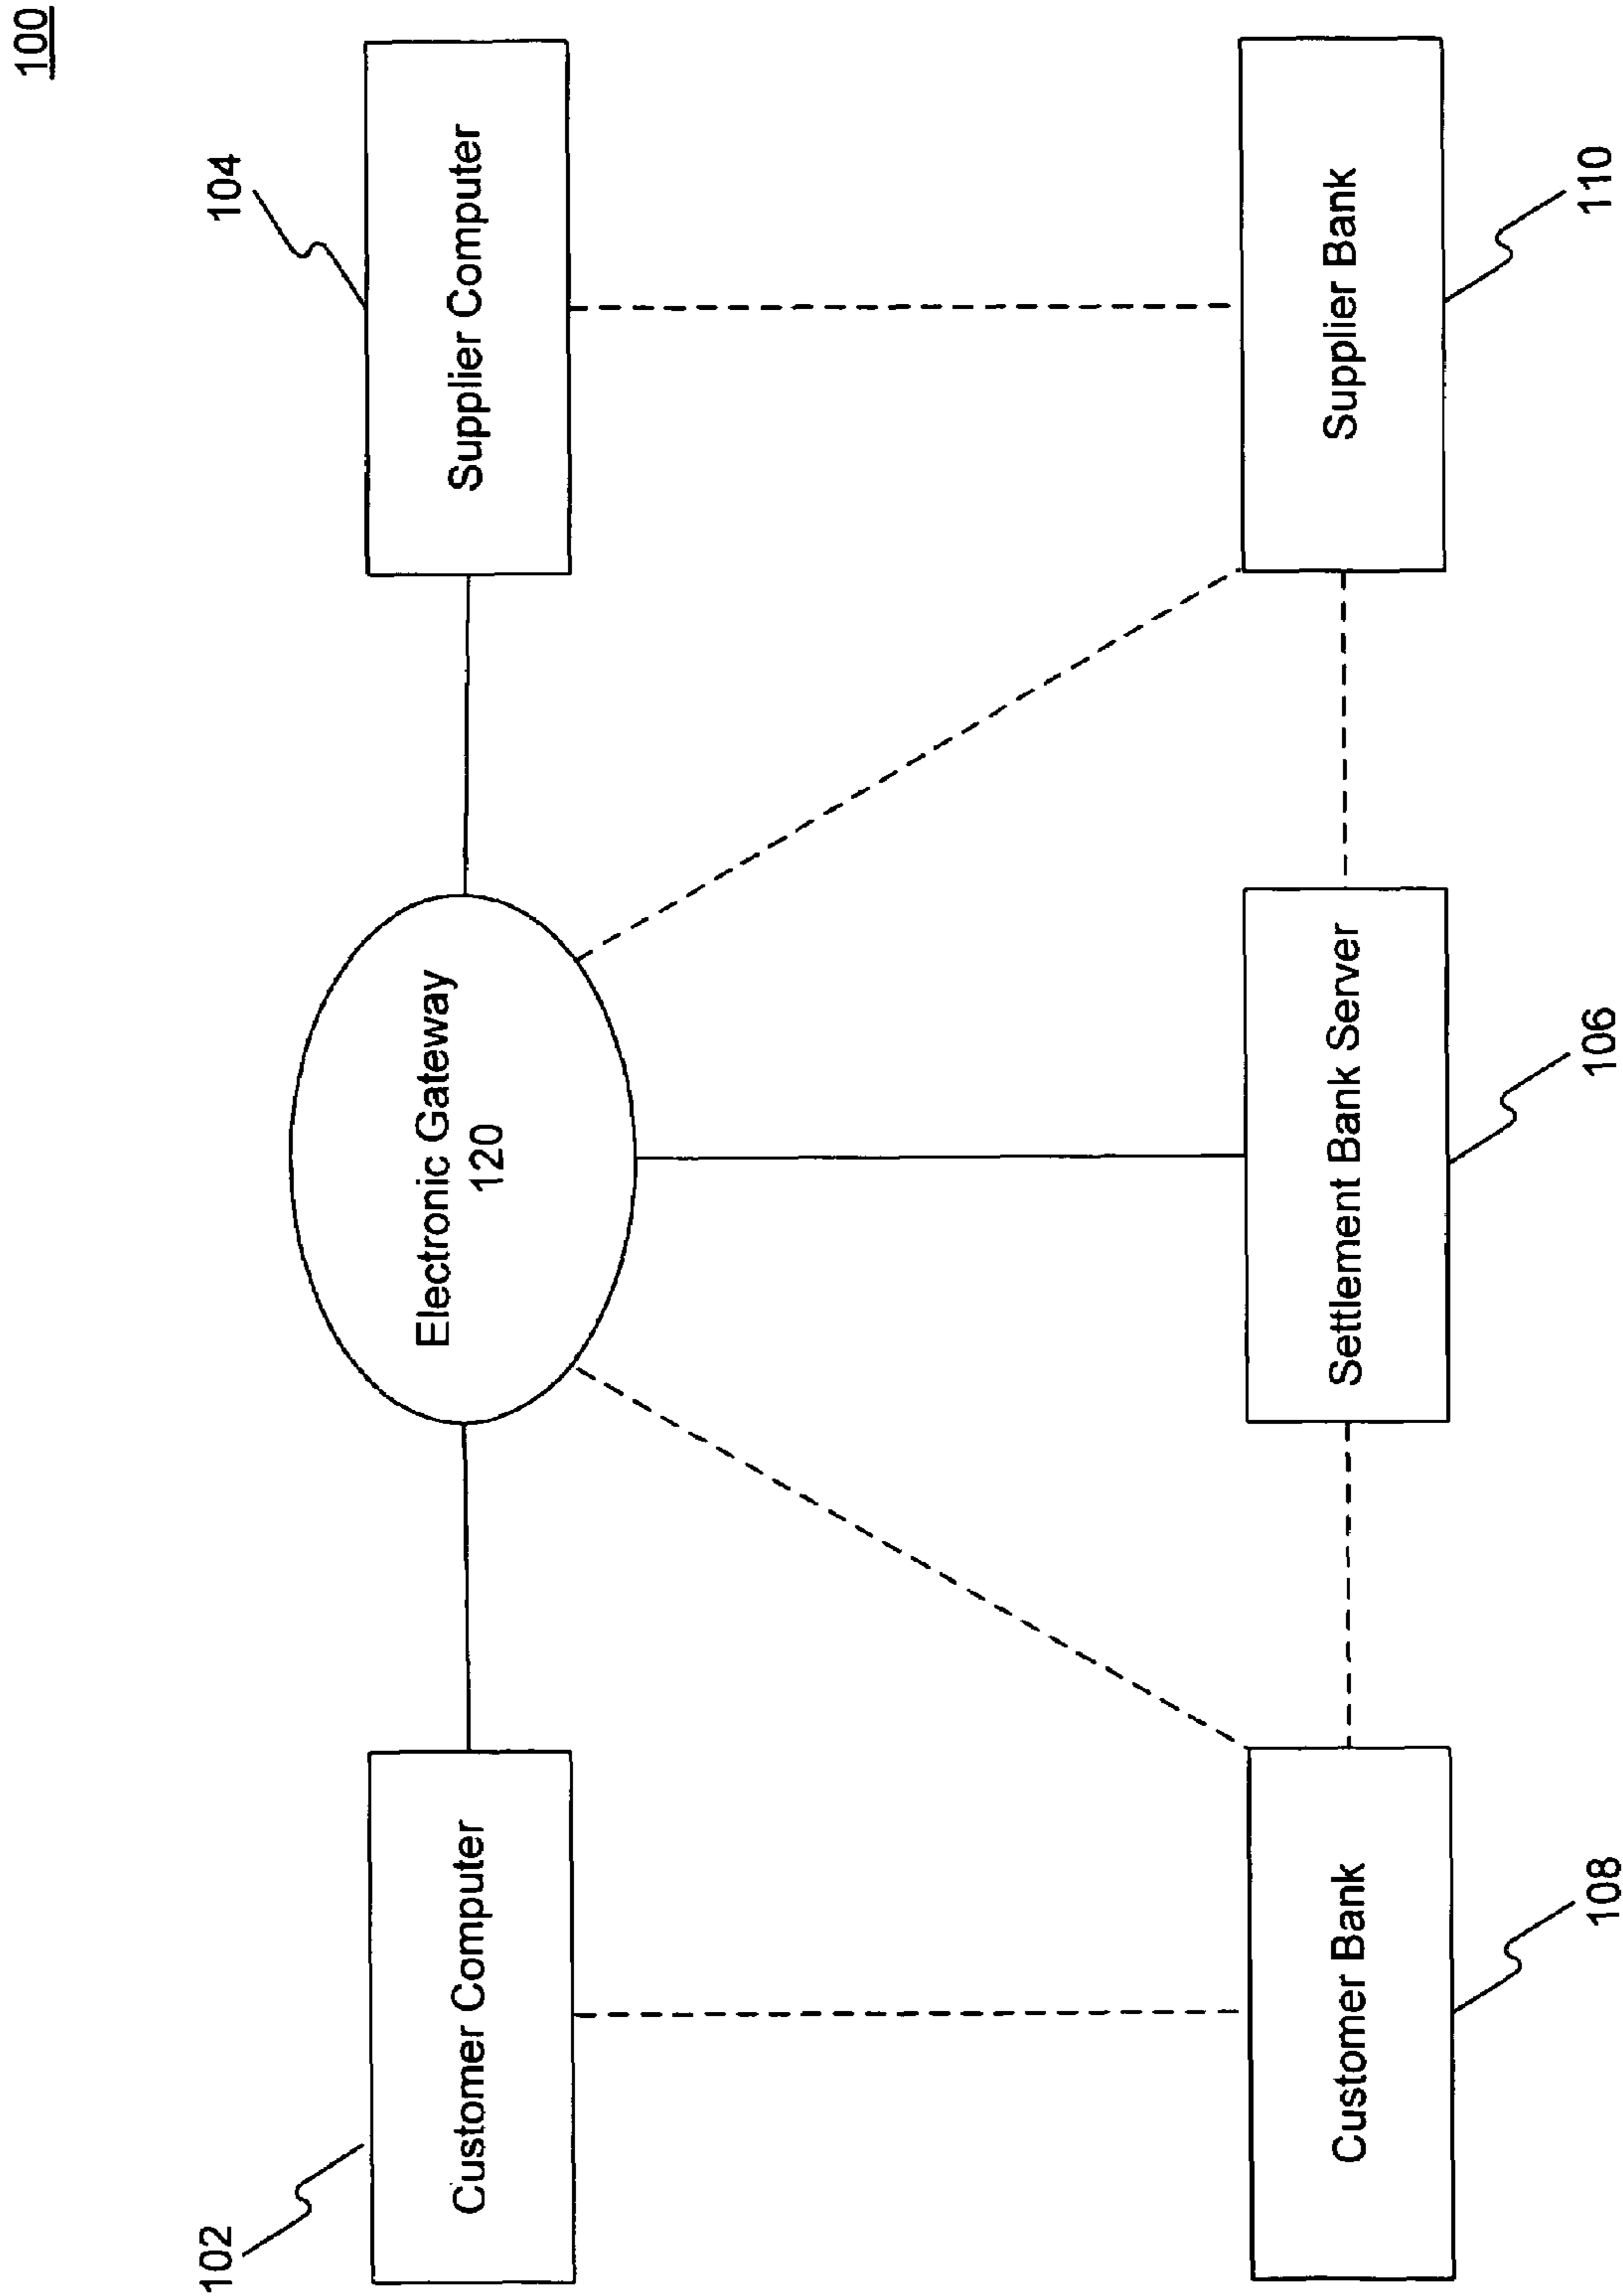 100
102
Customer Computer
Electronic Gateway
120
104
Supplier Computer
Customer Bank
108
Settlement Bank Server
106
Supplier Bank
110